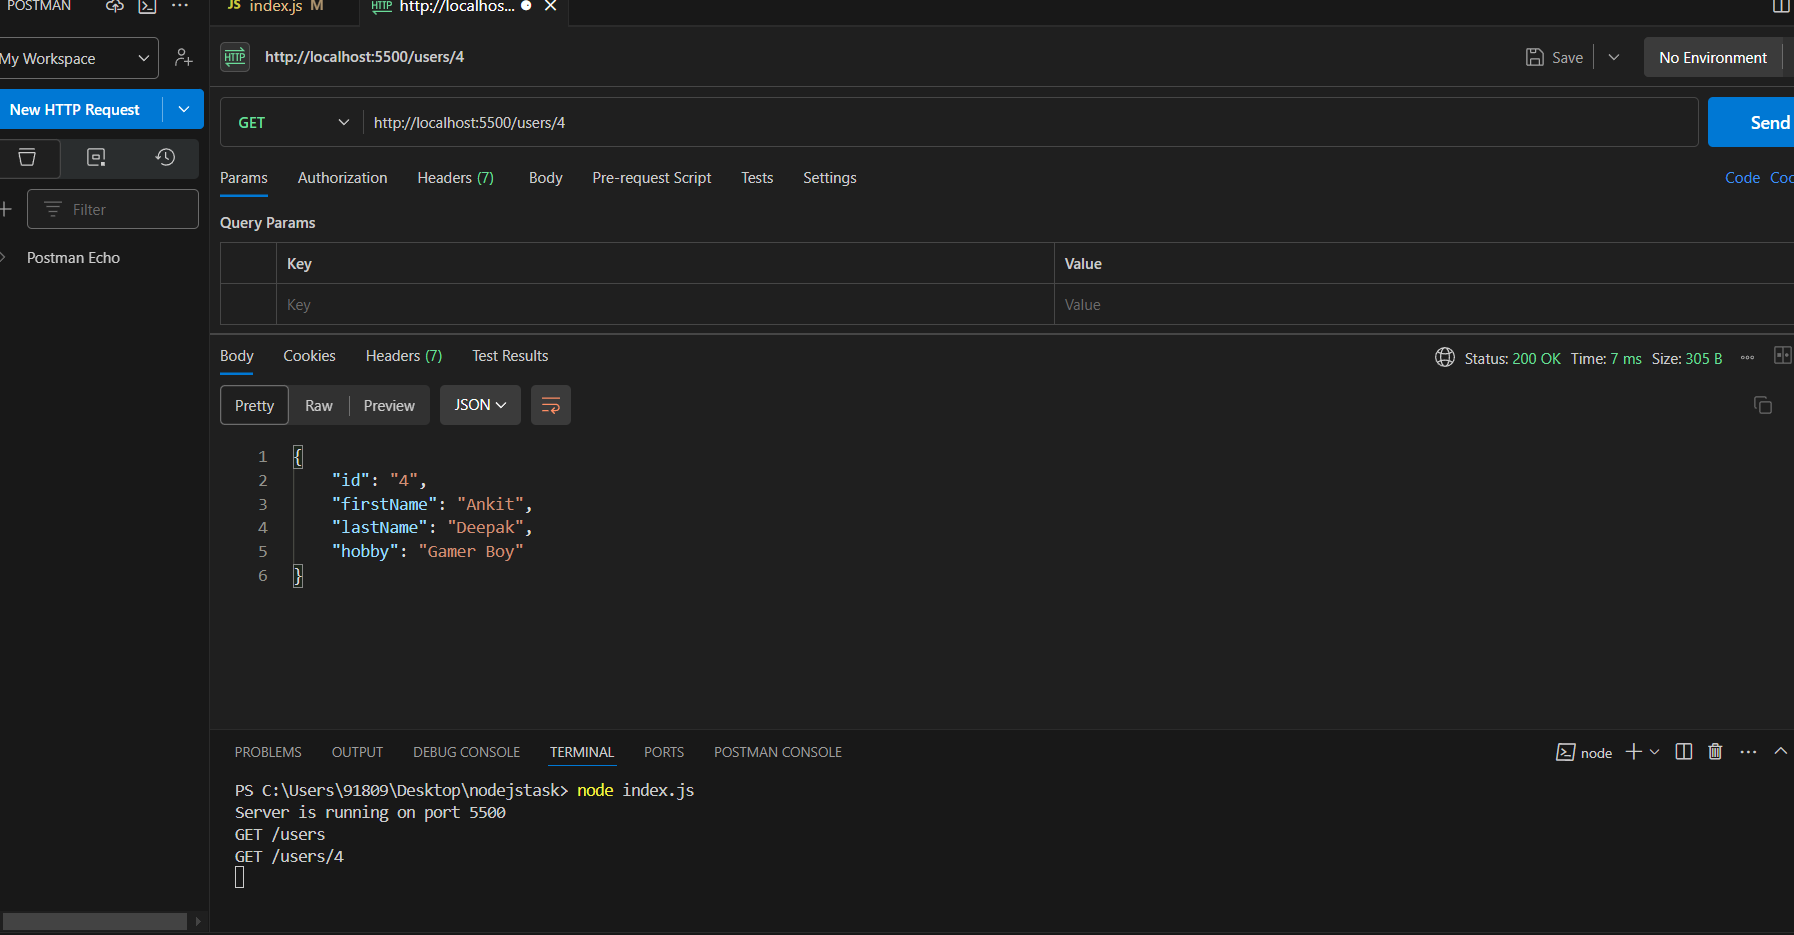 POSTMAN
JS index.js M
HTTP http://localhos...
My Workspace
HTTP http://localhost:5500/users/4
Save
No Environment
New HTTP Request
GET
http://localhost:5500/users/4
Send
Params Authorization Headers (7) Body Pre-request Script Tests Settings
Code Coo
Filter
Query Params
Postman Echo
Key Value
Key Value
Body Cookies Headers (7) Test Results
Status: 200 OK Time: 7 ms Size: 305 B
Pretty Raw Preview JSON
1 {
2 "id": "4",
3 "firstName": "Ankit",
4 "lastName": "Deepak",
5 "hobby": "Gamer Boy"
6 }
PROBLEMS OUTPUT DEBUG CONSOLE TERMINAL PORTS POSTMAN CONSOLE
node
PS C:\Users\91809\Desktop\nodejstask> node index.js
Server is running on port 5500
GET /users
GET /users/4